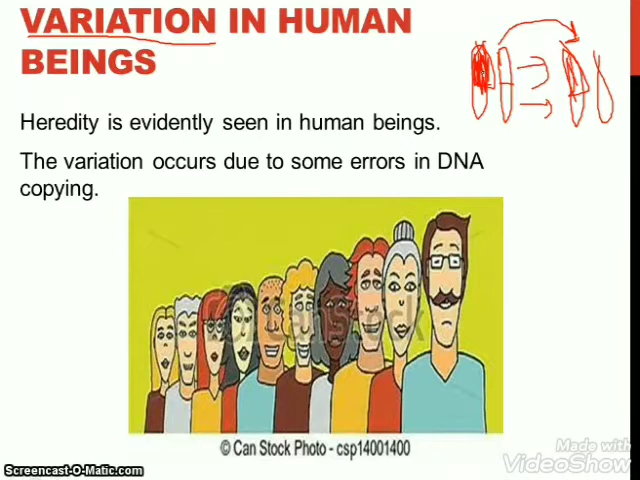 VARIATION IN HUMAN
BEINGS
Heredity is evidently seen in human beings.
The variation occurs due to some errors in DNA
copying.
CanStock
© Can Stock Photo - csp14001400
Made with
VideoShow
Screencast-O-Matic.com